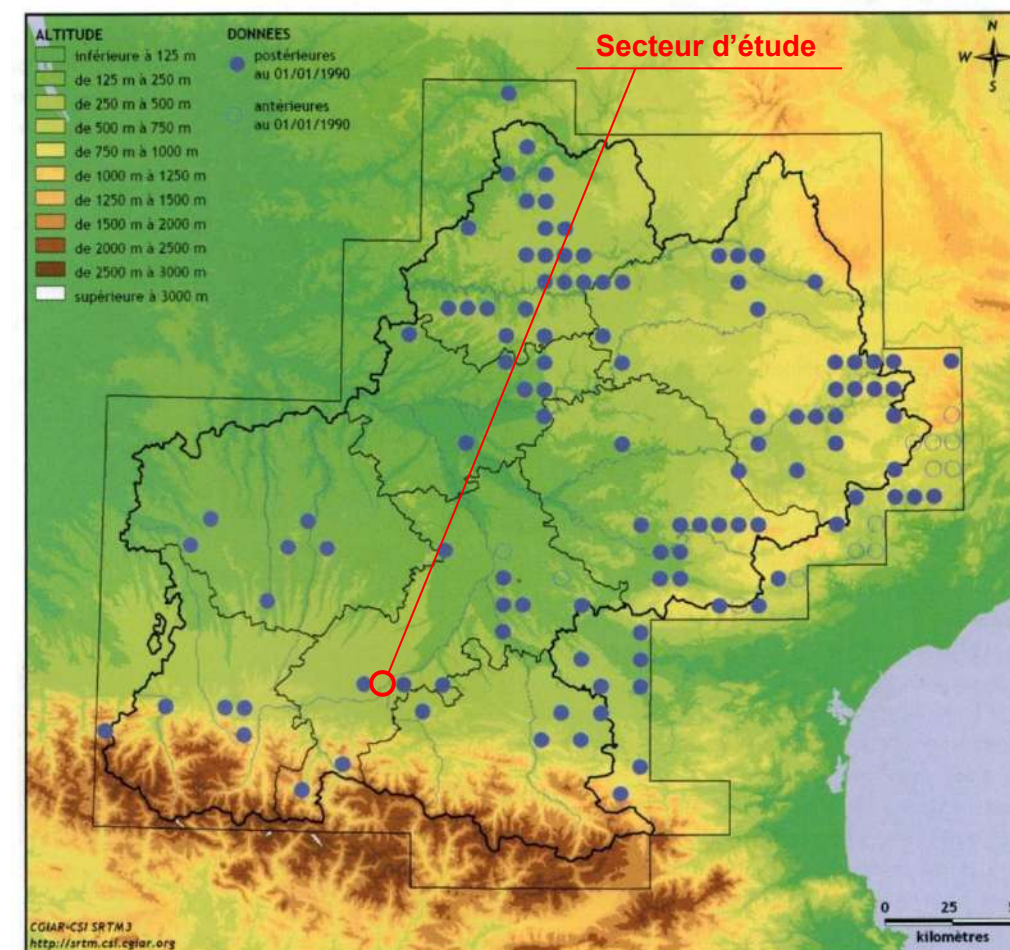 ALTITUDE
inférieure à 125 m
de 125 m à 250 m
de 250 m à 500 m
de 500 m à 750 m
de 750 m à 1000 m
de 1000 m à 1250 m
de 1250 m à 1500 m
de 1500 m à 2000 m
de 2000 m à 2500 m
de 2500 m à 3000 m
supérieure à 3000 m
DONNEES
postérieures
au 01/01/1990
antérieures
au 01/01/1990
Secteur d’étude
N
W
S
0 25
kilomètres
CGIAR-CSI SRTM3
http://srtm.csi.cgiar.org